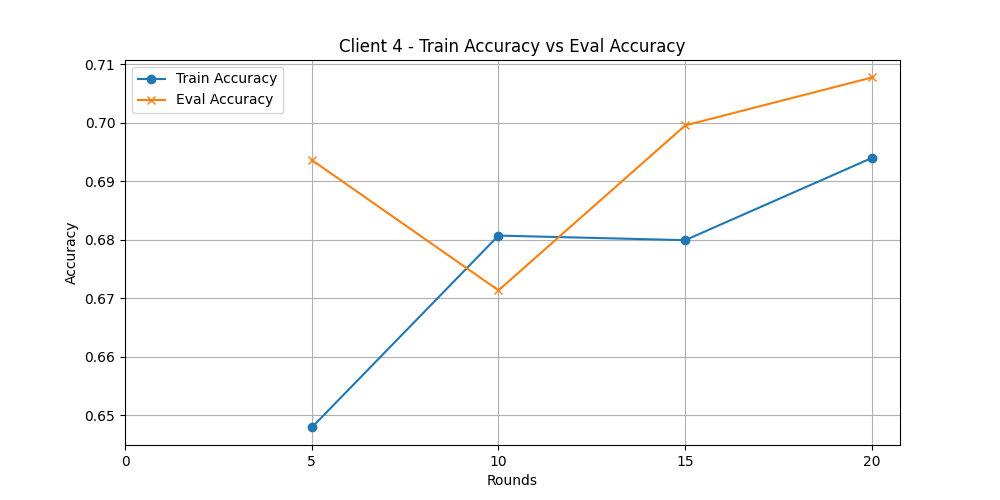 Client 4 - Train Accuracy vs Eval Accuracy
Train Accuracy
Eval Accuracy
0.71
0.70
0.69
0.68
0.67
0.66
0.65
Accuracy
0 5 10 15 20
Rounds